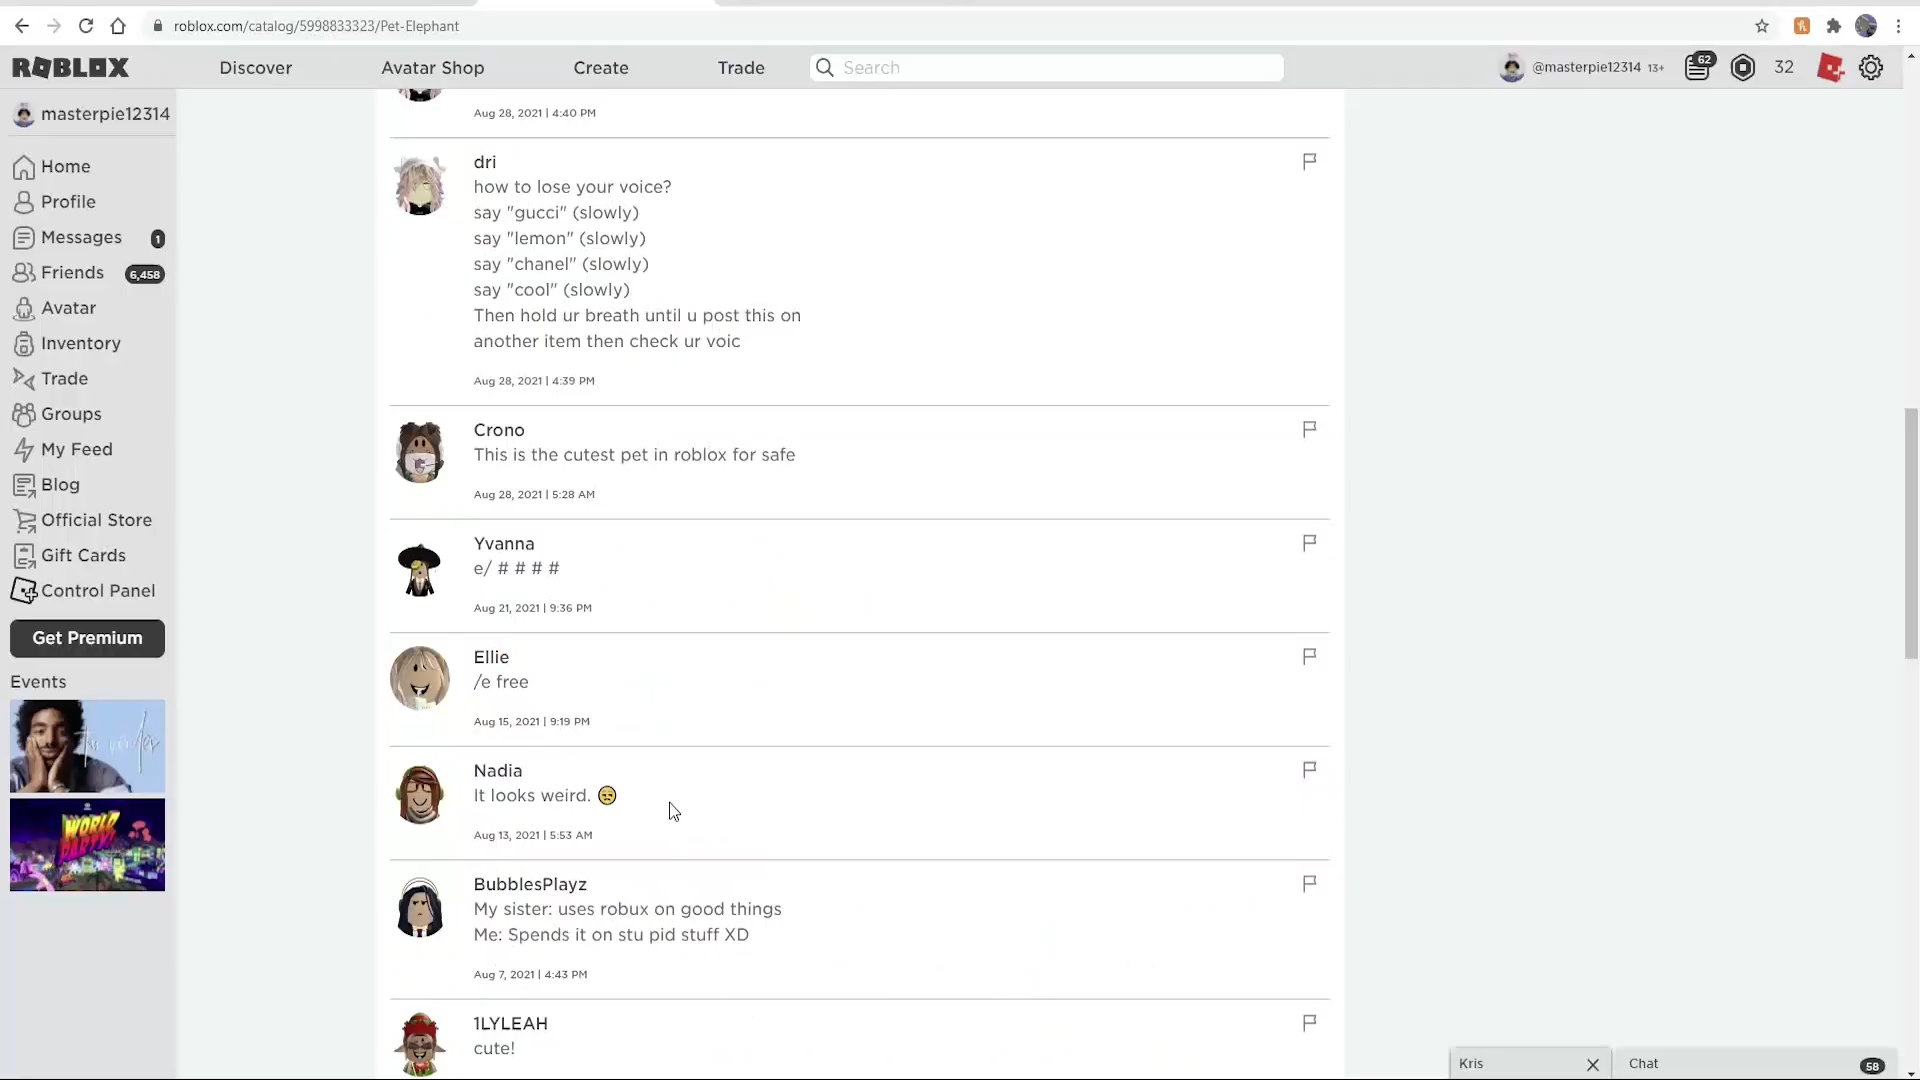 roblox.com/catalog/5998833323/Pet-Elephant
ROBLOX
Discover
Avatar Shop
Create
Trade
Search
@masterpie12314 13+
62
32
masterpie12314
Home
Profile
Messages
1
Friends
6,458
Avatar
Inventory
Trade
Groups
My Feed
Blog
Official Store
Gift Cards
Control Panel
Get Premium
Events
WORLD
PARTY!
Aug 28, 2021 | 4:40 PM
dri
how to lose your voice?
say "gucci" (slowly)
say "lemon" (slowly)
say "chanel" (slowly)
say "cool" (slowly)
Then hold ur breath until u post this on
another item then check ur voic
Aug 28, 2021 | 4:39 PM
Crono
This is the cutest pet in roblox for safe
Aug 28, 2021 | 5:28 AM
Yvanna
e/ # # # #
Aug 21, 2021 | 9:36 PM
Ellie
/e free
Aug 15, 2021 | 9:19 PM
Nadia
It looks weird. 😒
Aug 13, 2021 | 5:53 AM
BubblesPlayz
My sister: uses robux on good things
Me: Spends it on stu pid stuff XD
Aug 7, 2021 | 4:43 PM
1LYLEAH
cute!
Kris
Chat
58